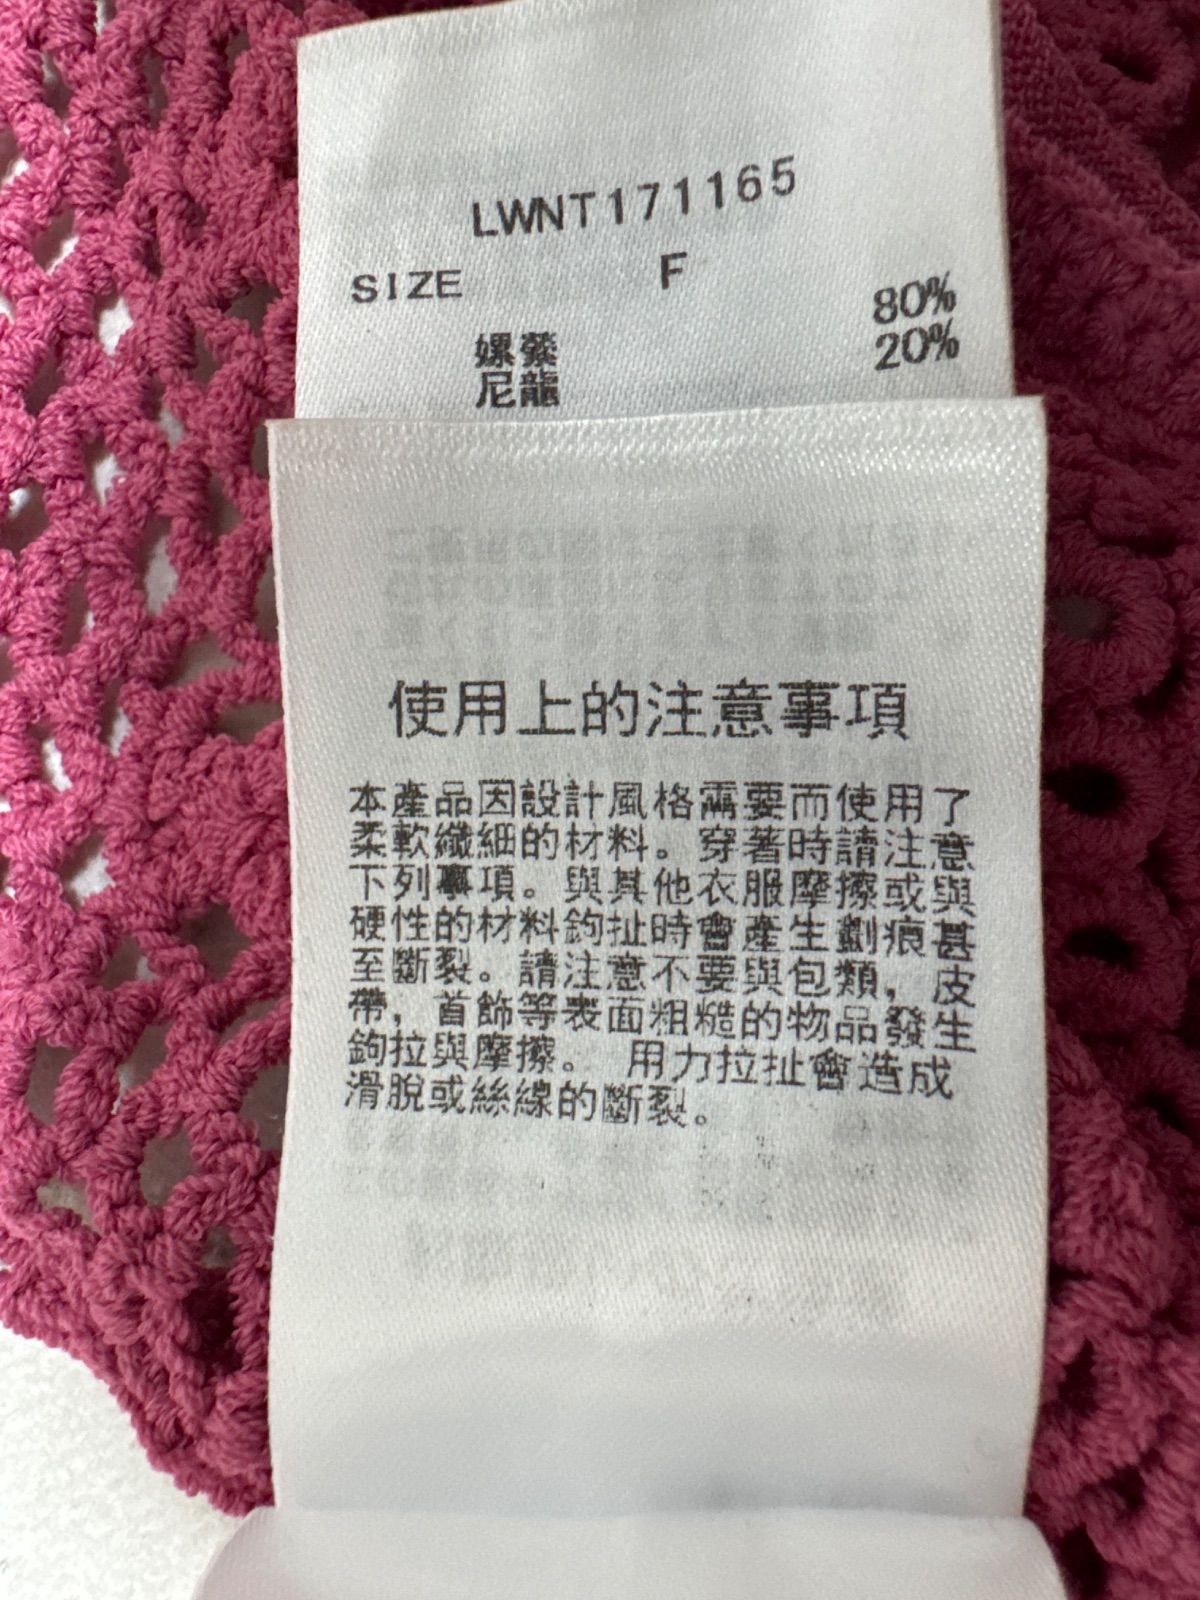 LWNT171165
SIZE F
嫘縈 80%
尼龍 20%
使用上的注意事項
本產品因設計風格需要而使用了
柔軟纖細的材料。穿著時請注意
下列事項。與其他衣服摩擦或與
硬性的材料鉤扯時會產生劃痕甚
至斷裂。請注意不要與包類，皮
帶，首飾等表面粗糙的物品發生
鉤拉與摩擦。 用力拉扯會造成
滑脫或絲線的斷裂。